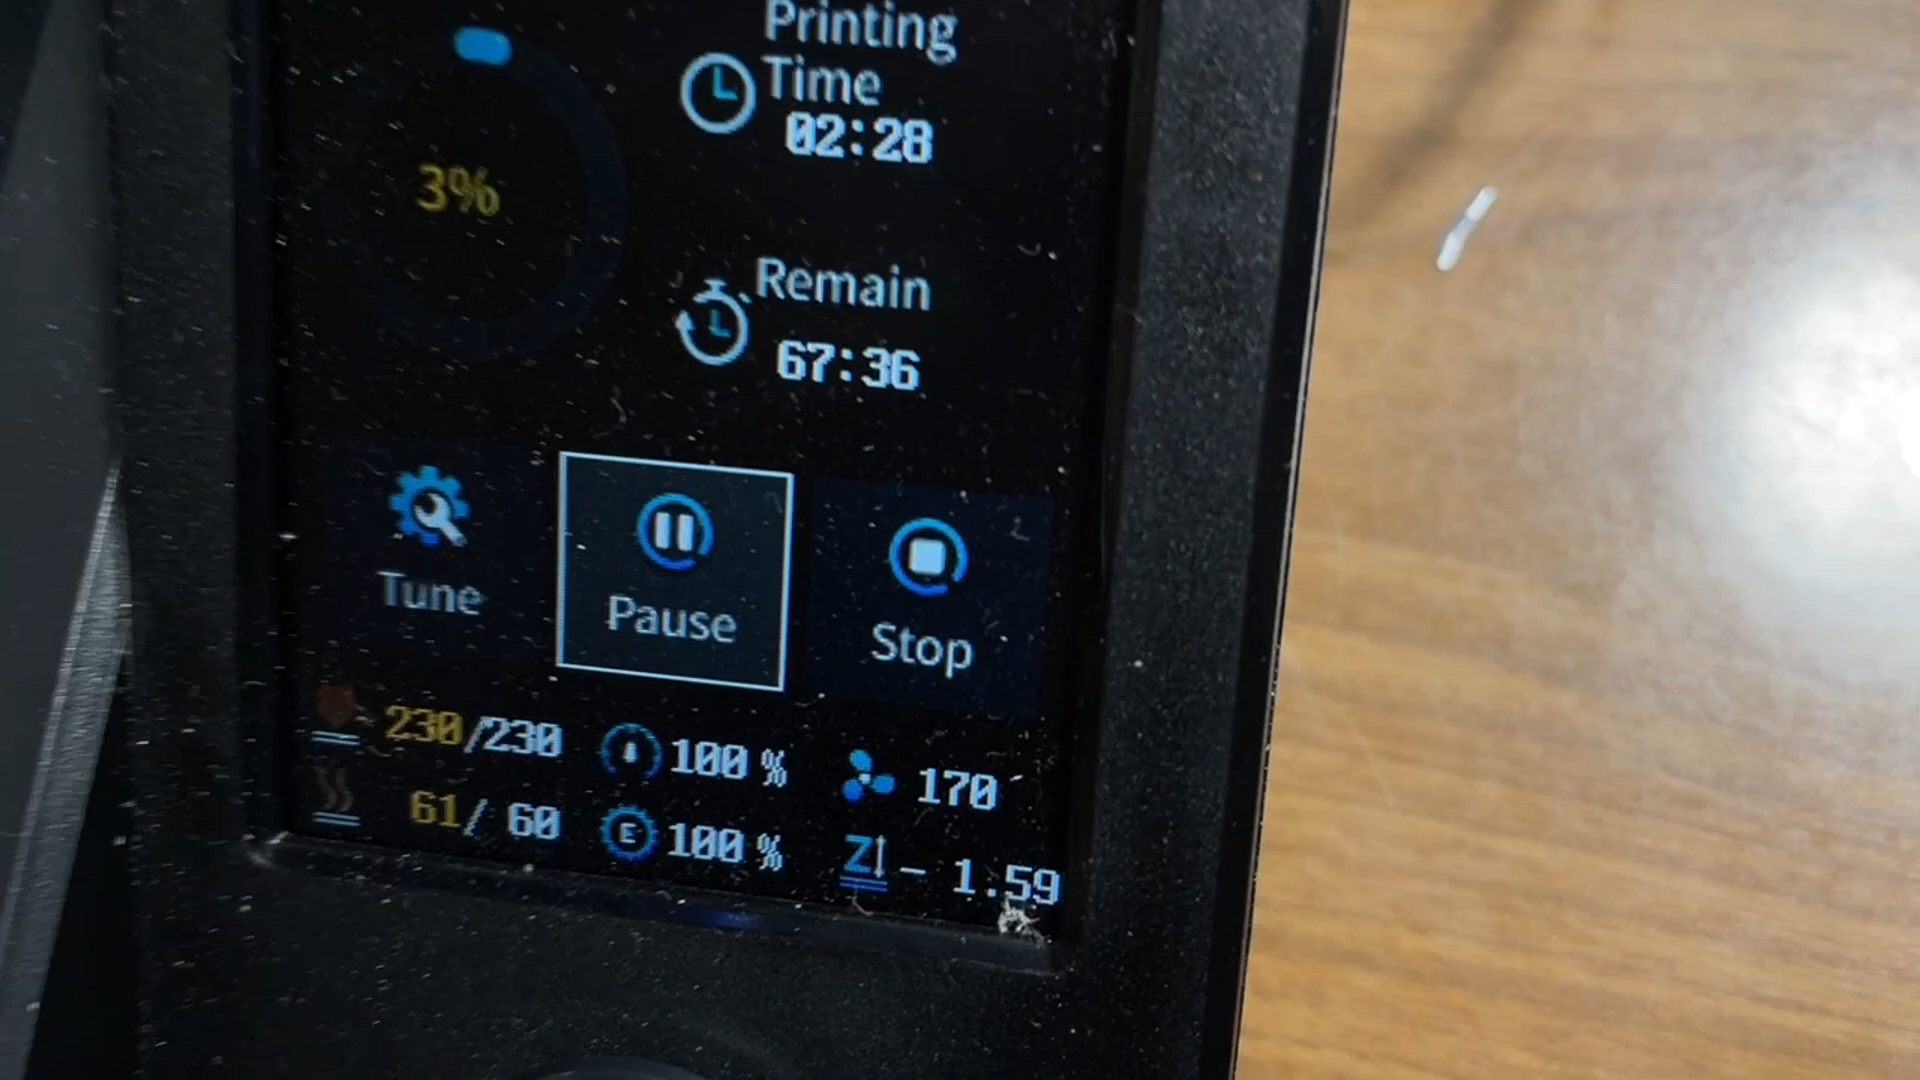 Printing
Time
02:28
3%
Remain
67:36
Tune
Pause
Stop
230/230
100 %
170
61/ 60
E
100 %
Z
- 1.59